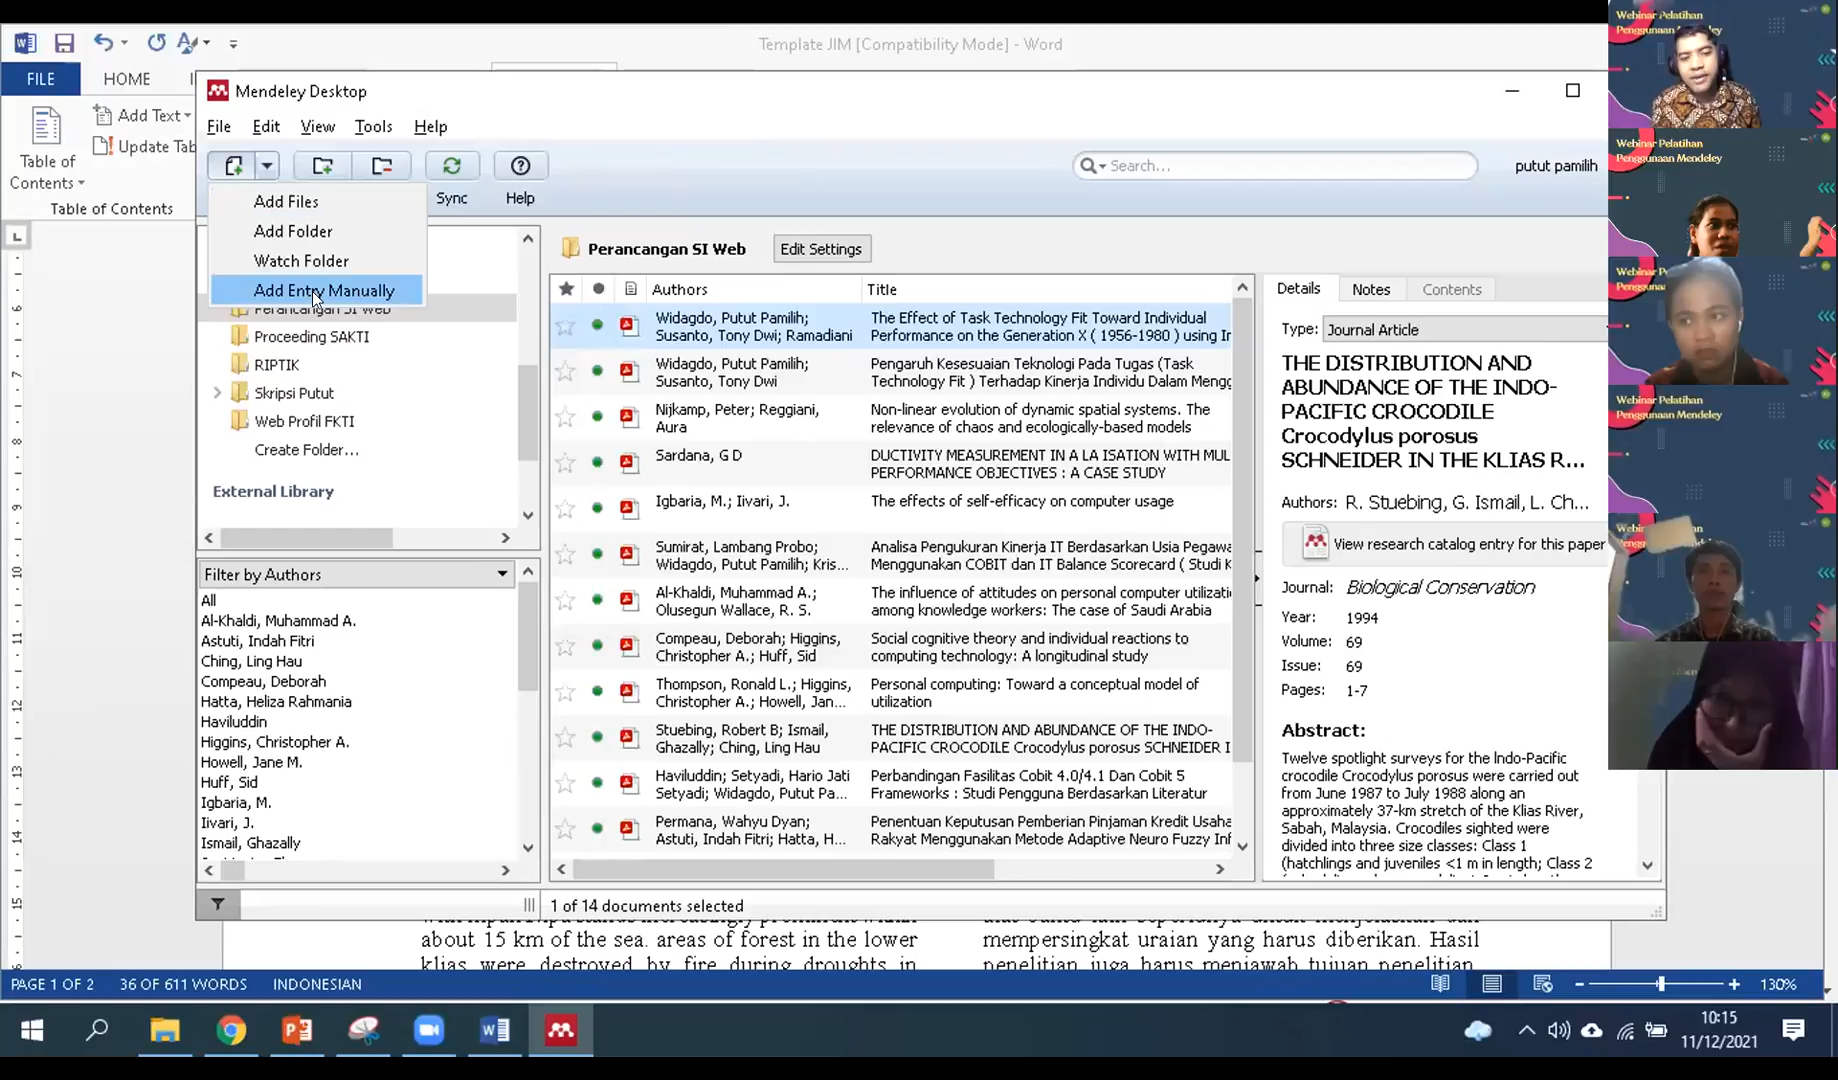 Template JIM [Compatibility Mode] - Word
FILE
HOME
Add Text
Update Tab
Table of
Contents
Table of Contents
Mendeley Desktop
File Edit View Tools Help
Search...
putut pamilih
Sync
Help
Add Files
Add Folder
Watch Folder
Add Entry Manually
Perancangan SI Web
Proceeding SAKTI
RIPTIK
Skripsi Putut
Web Profil FKTI
Create Folder...
External Library
Filter by Authors
All
Al-Khaldi, Muhammad A.
Astuti, Indah Fitri
Ching, Ling Hau
Compeau, Deborah
Hatta, Heliza Rahmania
Haviluddin
Higgins, Christopher A.
Howell, Jane M.
Huff, Sid
Igbaria, M.
Iivari, J.
Ismail, Ghazally
Perancangan SI Web
Edit Settings
Authors Title
Widagdo, Putut Pamilih;
Susanto, Tony Dwi; Ramadiani
The Effect of Task Technology Fit Toward Individual
Performance on the Generation X ( 1956-1980 ) using Ir
Widagdo, Putut Pamilih;
Susanto, Tony Dwi
Pengaruh Kesesuaian Teknologi Pada Tugas (Task
Technology Fit ) Terhadap Kinerja Individu Dalam Mengg
Nijkamp, Peter; Reggiani,
Aura
Non-linear evolution of dynamic spatial systems. The
relevance of chaos and ecologically-based models
Sardana, G D
DUCTIVITY MEASUREMENT IN A LA ISATION WITH MUL
PERFORMANCE OBJECTIVES : A CASE STUDY
Igbaria, M.; Iivari, J.
The effects of self-efficacy on computer usage
Sumirat, Lambang Probo;
Widagdo, Putut Pamilih; Kris...
Analisa Pengukuran Kinerja IT Berdasarkan Usia Pegawa
Menggunakan COBIT dan IT Balance Scorecard ( Studi K
Al-Khaldi, Muhammad A.;
Olusegun Wallace, R. S.
The influence of attitudes on personal computer utilizatio
among knowledge workers: The case of Saudi Arabia
Compeau, Deborah; Higgins,
Christopher A.; Huff, Sid
Social cognitive theory and individual reactions to
computing technology: A longitudinal study
Thompson, Ronald L.; Higgins,
Christopher A.; Howell, Jan...
Personal computing: Toward a conceptual model of
utilization
Stuebing, Robert B; Ismail,
Ghazally; Ching, Ling Hau
THE DISTRIBUTION AND ABUNDANCE OF THE INDO-
PACIFIC CROCODILE Crocodylus porosus SCHNEIDER I
Haviluddin; Setyadi, Hario Jati
Setyadi; Widagdo, Putut Pa...
Perbandingan Fasilitas Cobit 4.0/4.1 Dan Cobit 5
Frameworks : Studi Pengguna Berdasarkan Literatur
Permana, Wahyu Dyan;
Astuti, Indah Fitri; Hatta, H...
Penentuan Keputusan Pemberian Pinjaman Kredit Usaha
Rakyat Menggunakan Metode Adaptive Neuro Fuzzy Inf
1 of 14 documents selected
Details Notes Contents
Type: Journal Article
THE DISTRIBUTION AND
ABUNDANCE OF THE INDO-
PACIFIC CROCODILE
Crocodylus porosus
SCHNEIDER IN THE KLIAS R...
Authors: R. Stuebing, G. Ismail, L. Ch...
View research catalog entry for this paper
Journal: Biological Conservation
Year: 1994
Volume: 69
Issue: 69
Pages: 1-7
Abstract:
Twelve spotlight surveys for the Indo-Pacific
crocodile Crocodylus porosus were carried out
from June 1987 to July 1988 along an
approximately 37-km stretch of the Klias River,
Sabah, Malaysia. Crocodiles sighted were
divided into three size classes: Class 1
(hatchlings and juveniles <1 m in length; Class 2
Webinar Pelatihan
Penggunaan Mendeley
Webinar Pelatihan
Penggunaan Mendeley
Webinar P
Penggun
Webinar Pelatihan
Penggunaan Mendeley
about 15 km of the sea. areas of forest in the lower
klias were destroyed by fire during droughts in
mempersingkat uraian yang harus diberikan. Hasil
penelitian juga harus menjawab tujuan penelitian
PAGE 1 OF 2 36 OF 611 WORDS INDONESIAN
130%
10:15
11/12/2021